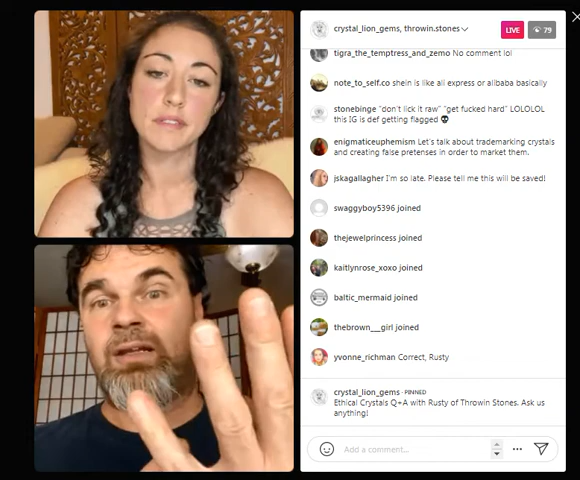 crystal_lion_gems, throwin.stones
LIVE
79
tigra_the_temptress_and_zemo No comment lol
note_to_self.co shein is like ali express or alibaba basically
stonebinge "don't lick it raw" "get fucked hard" LOLOLOL
this IG is def getting flagged 💀
enigmaticeuphemism Let's talk about trademarking crystals
and creating false pretenses in order to market them.
jskagallagher I'm so late. Please tell me this will be saved!
swaggyboy5396 joined
thejewelprincess joined
kaitlynrose_xoxo joined
baltic_mermaid joined
thebrown___girl joined
yvonne_richman Correct, Rusty
crystal_lion_gems · PINNED
Ethical Crystals Q+A with Rusty of Throwin Stones. Ask us
anything!
Add a comment...